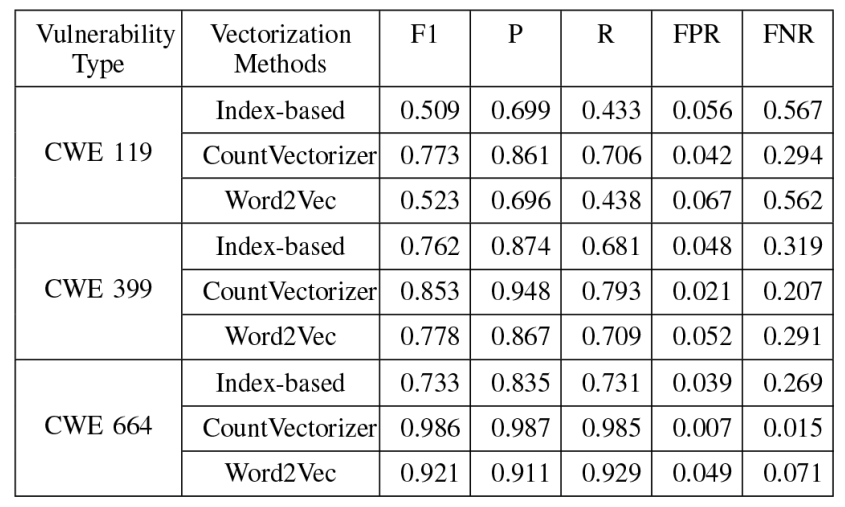 Vulnerability Type Vectorization Methods F1 P R FPR FNR
CWE 119
Index-based 0.509 0.699 0.433 0.056 0.567
CountVectorizer 0.773 0.861 0.706 0.042 0.294
Word2Vec 0.523 0.696 0.438 0.067 0.562
CWE 399
Index-based 0.762 0.874 0.681 0.048 0.319
CountVectorizer 0.853 0.948 0.793 0.021 0.207
Word2Vec 0.778 0.867 0.709 0.052 0.291
CWE 664
Index-based 0.733 0.835 0.731 0.039 0.269
CountVectorizer 0.986 0.987 0.985 0.007 0.015
Word2Vec 0.921 0.911 0.929 0.049 0.071